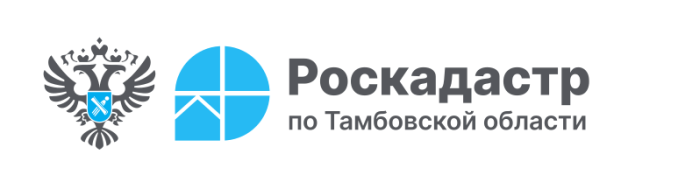 Роскадастр
по Тамбовской области